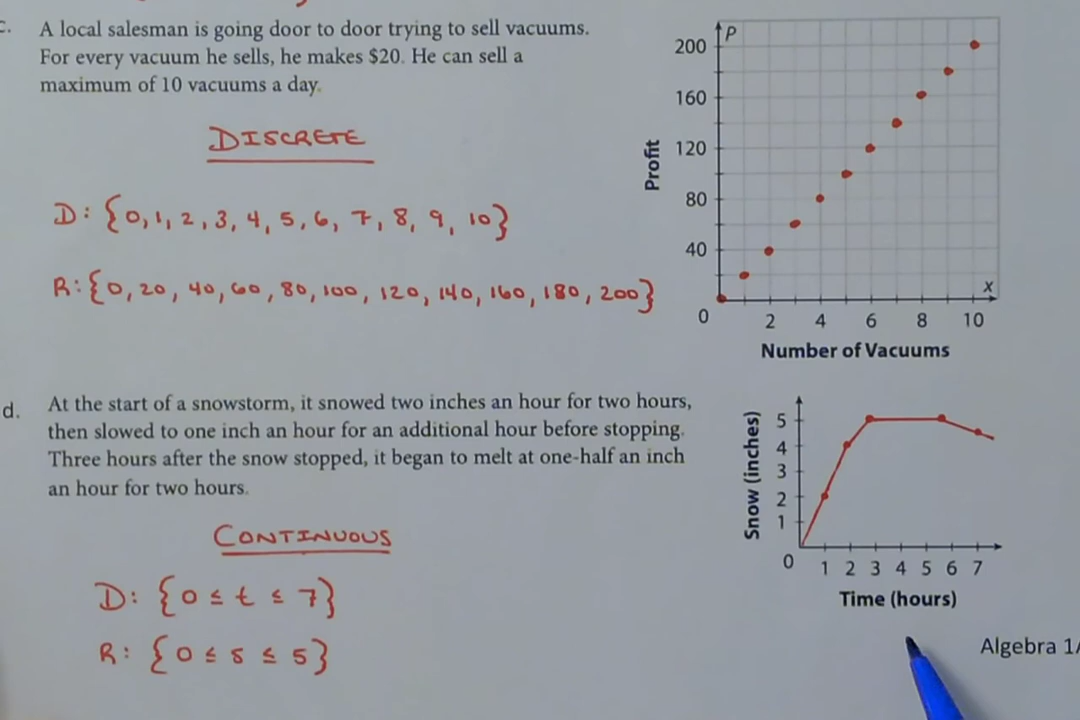 c. A local salesman is going door to door trying to sell vacuums.
For every vacuum he sells, he makes $20. He can sell a
maximum of 10 vacuums a day.
DISCRETE
D: {0, 1, 2, 3, 4, 5, 6, 7, 8, 9, 10}
R: {0, 20, 40, 60, 80, 100, 120, 140, 160, 180, 200}
P
200
160
120
80
40
0
Profit
x
2 4 6 8 10
Number of Vacuums
d. At the start of a snowstorm, it snowed two inches an hour for two hours,
then slowed to one inch an hour for an additional hour before stopping.
Three hours after the snow stopped, it began to melt at one-half an inch
an hour for two hours.
CONTINUOUS
D: {0 ≤ t ≤ 7}
R: {0 ≤ s ≤ 5}
Snow (inches)
5
4
3
2
1
0
1 2 3 4 5 6 7
Time (hours)
Algebra 1